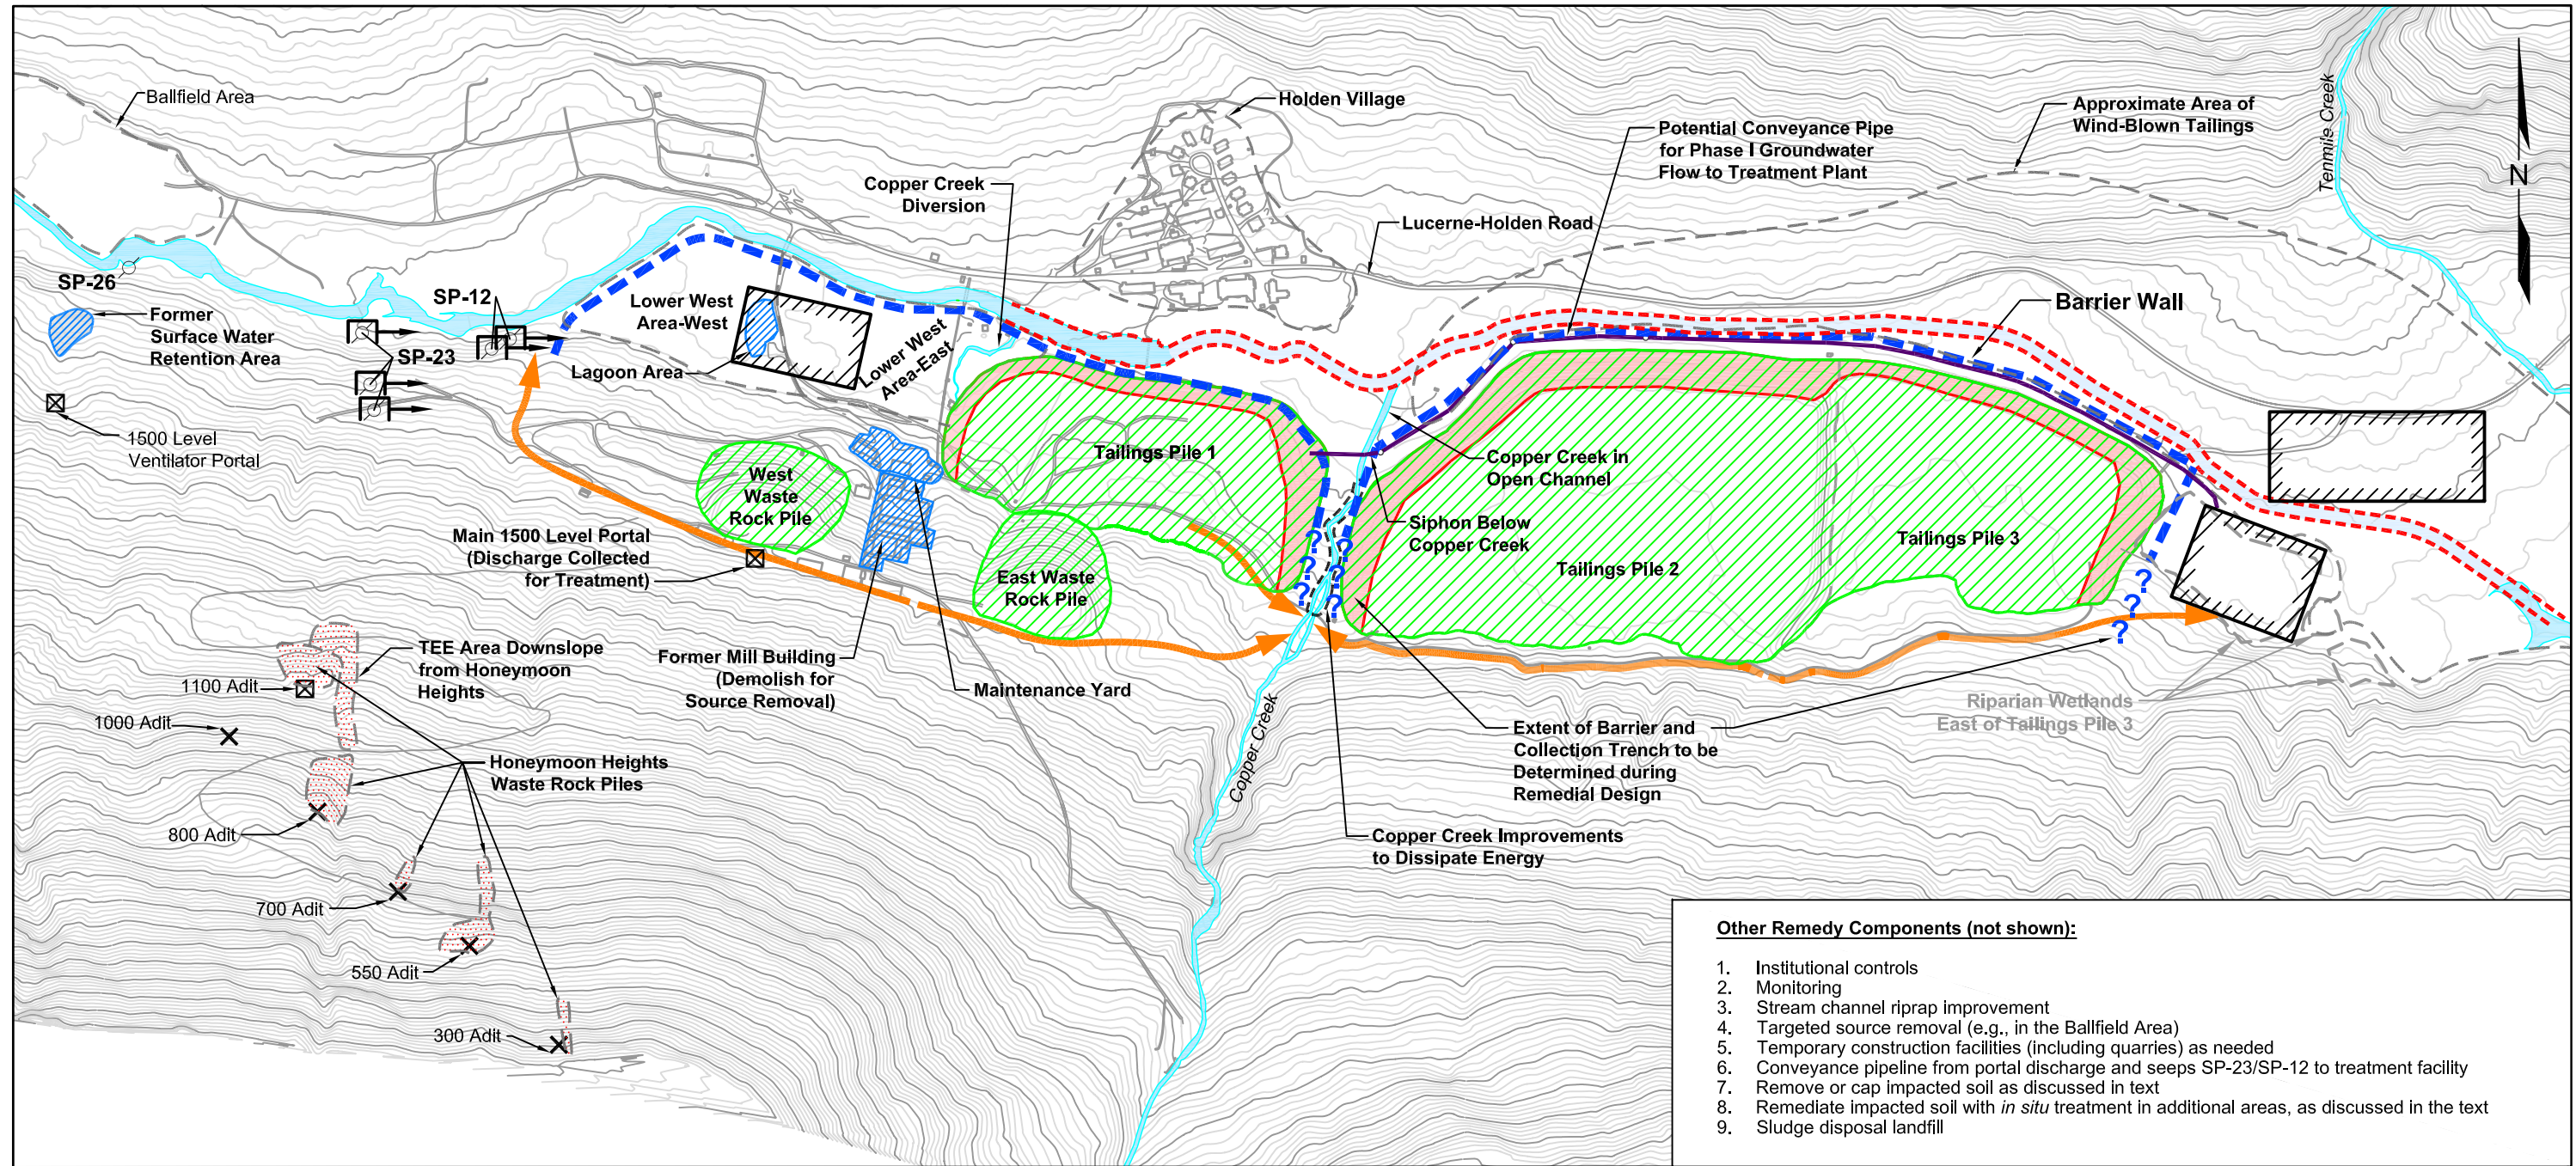 Ballfield Area
Holden Village
Approximate Area of
Wind-Blown Tailings
Tenmile Creek
N
Potential Conveyance Pipe
for Phase I Groundwater
Flow to Treatment Plant
Copper Creek
Diversion
Lucerne-Holden Road
SP-26
SP-12
Lower West
Area-West
Barrier Wall
Former
Surface Water
Retention Area
SP-23
Lagoon Area
Lower West
Area-East
1500 Level
Ventilator Portal
Tailings Pile 1
Copper Creek in
Open Channel
West
Waste
Rock Pile
Siphon Below
Copper Creek
Main 1500 Level Portal
(Discharge Collected
for Treatment)
Tailings Pile 3
Tailings Pile 2
East Waste
Rock Pile
? ? ?
? ? ?
? ? ?
TEE Area Downslope
from Honeymoon
Heights
Former Mill Building
(Demolish for
Source Removal)
Maintenance Yard
1100 Adit
1000 Adit
Riparian Wetlands
East of Tailings Pile 3
Copper Creek
Extent of Barrier and
Collection Trench to be
Determined during
Remedial Design
Honeymoon Heights
Waste Rock Piles
800 Adit
Copper Creek Improvements
to Dissipate Energy
700 Adit
550 Adit
300 Adit
Other Remedy Components (not shown):
1. Institutional controls
2. Monitoring
3. Stream channel riprap improvement
4. Targeted source removal (e.g., in the Ballfield Area)
5. Temporary construction facilities (including quarries) as needed
6. Conveyance pipeline from portal discharge and seeps SP-23/SP-12 to treatment facility
7. Remove or cap impacted soil as discussed in text
8. Remediate impacted soil with in situ treatment in additional areas, as discussed in the text
9. Sludge disposal landfill